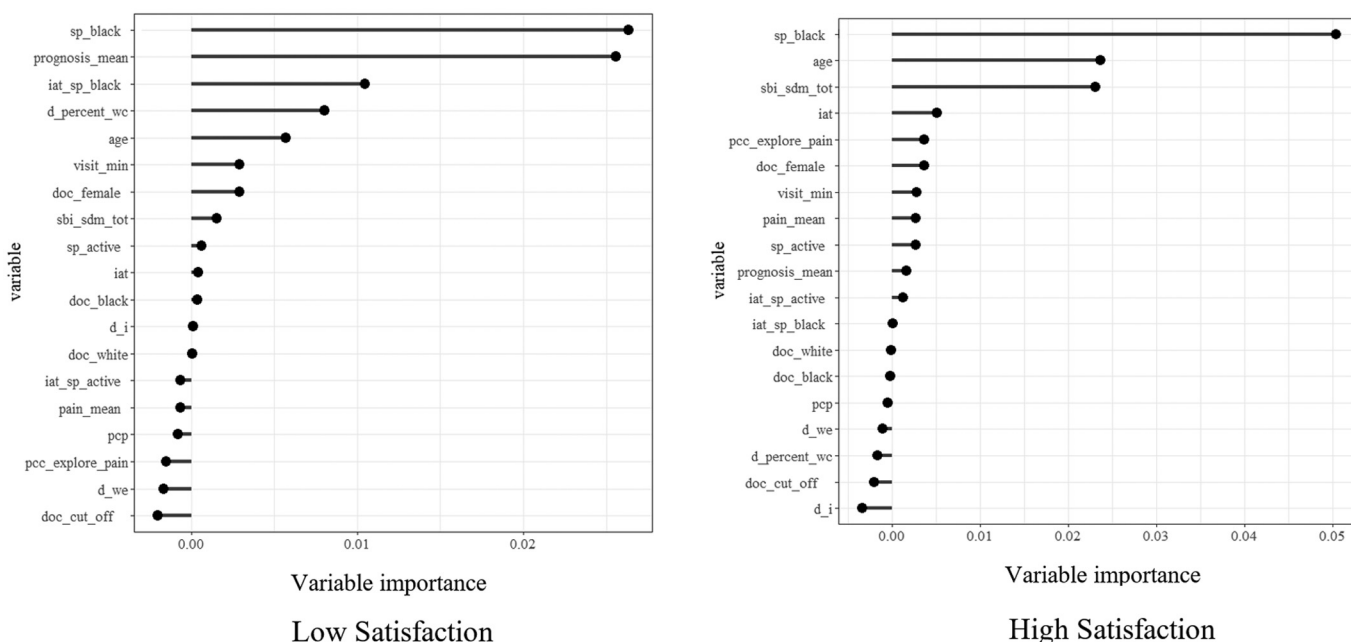 sp_black
prognosis_mean
iat_sp_black
d_percent_wc
age
visit_min
doc_female
sbi_sdm_tot
sp_active
iat
doc_black
d_i
doc_white
iat_sp_active
pain_mean
pcp
pcc_explore_pain
d_we
doc_cut_off
variable
0.00 0.01 0.02
Variable importance
Low Satisfaction
sp_black
age
sbi_sdm_tot
iat
pcc_explore_pain
doc_female
visit_min
pain_mean
sp_active
prognosis_mean
iat_sp_active
iat_sp_black
doc_white
doc_black
pcp
d_we
d_percent_wc
doc_cut_off
d_i
variable
0.00 0.01 0.02 0.03 0.04 0.05
Variable importance
High Satisfaction